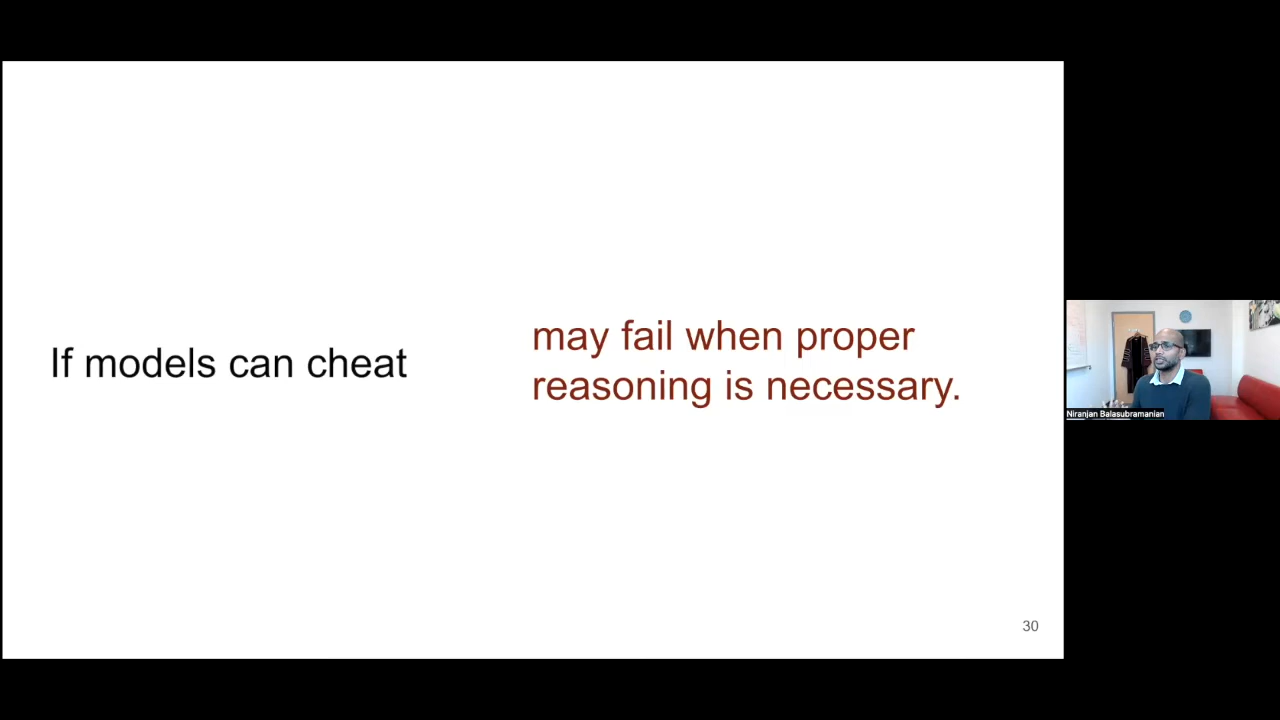 If models can cheat
may fail when proper
reasoning is necessary.
30
Niranjan Balasubramanian